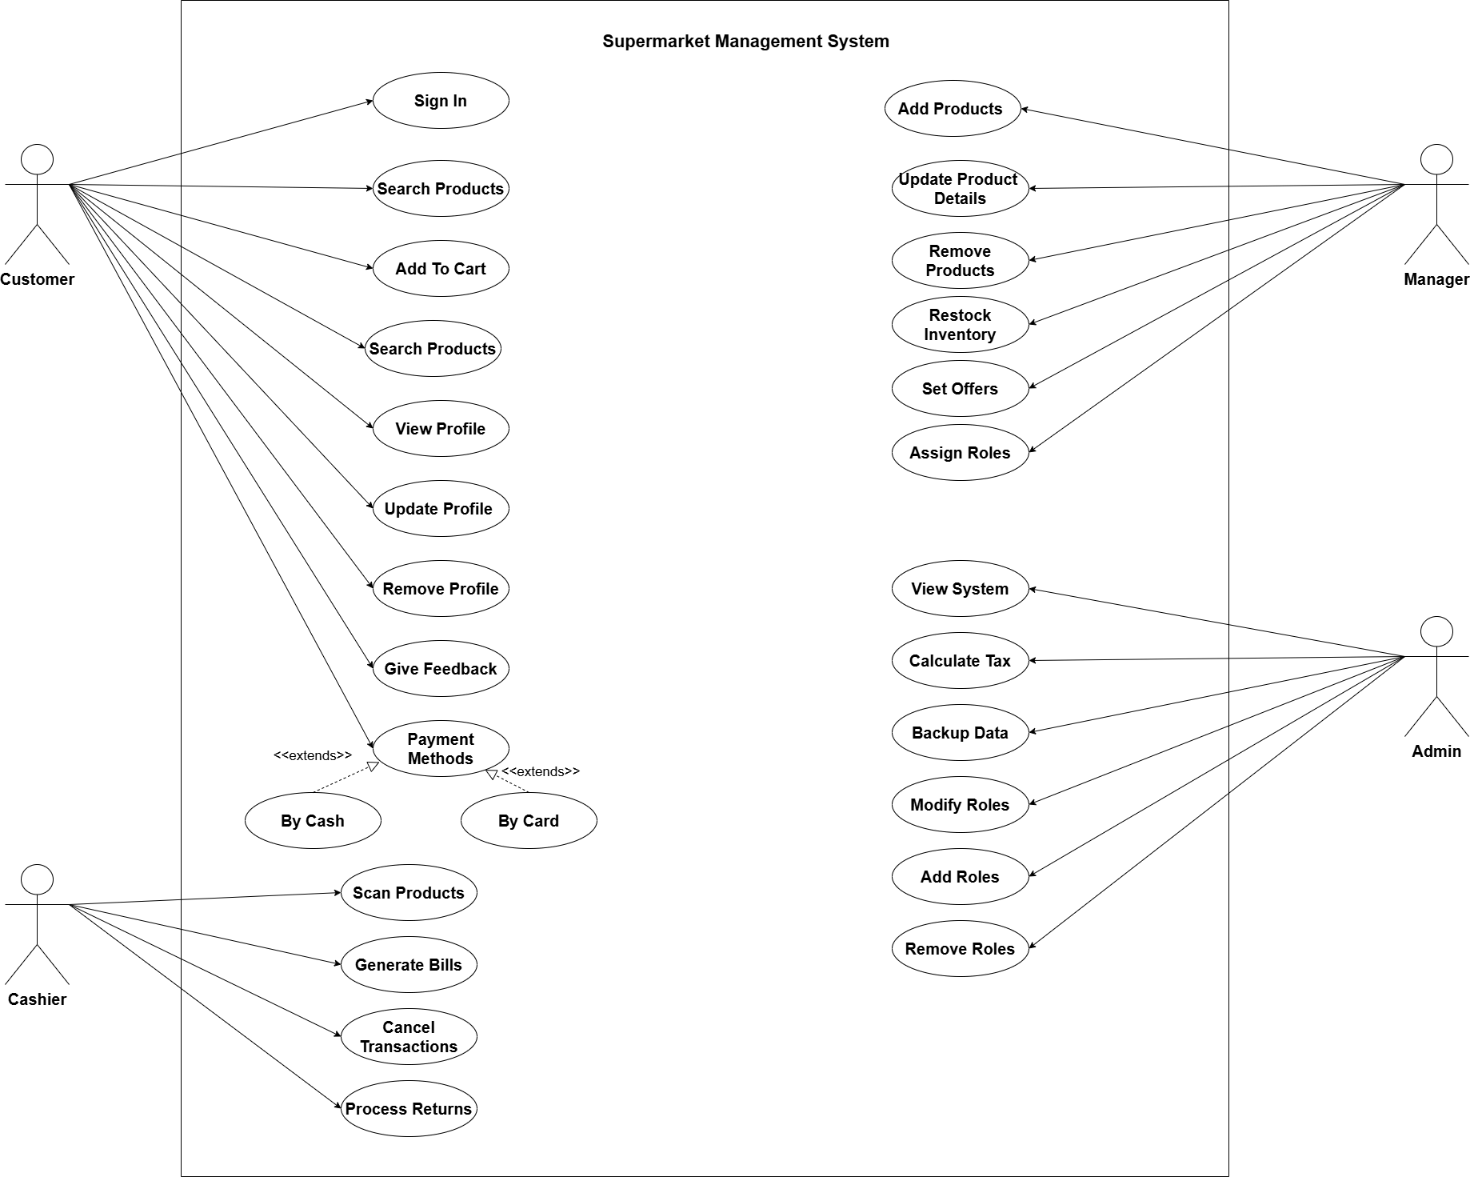 Supermarket Management System
Sign In
Search Products
Add To Cart
Search Products
View Profile
Update Profile
Remove Profile
Give Feedback
Payment
Methods
<<extends>>
<<extends>>
By Cash
By Card
Customer
Scan Products
Generate Bills
Cancel
Transactions
Process Returns
Cashier
Add Products
Update Product
Details
Remove
Products
Restock
Inventory
Set Offers
Assign Roles
Manager
View System
Calculate Tax
Backup Data
Modify Roles
Add Roles
Remove Roles
Admin